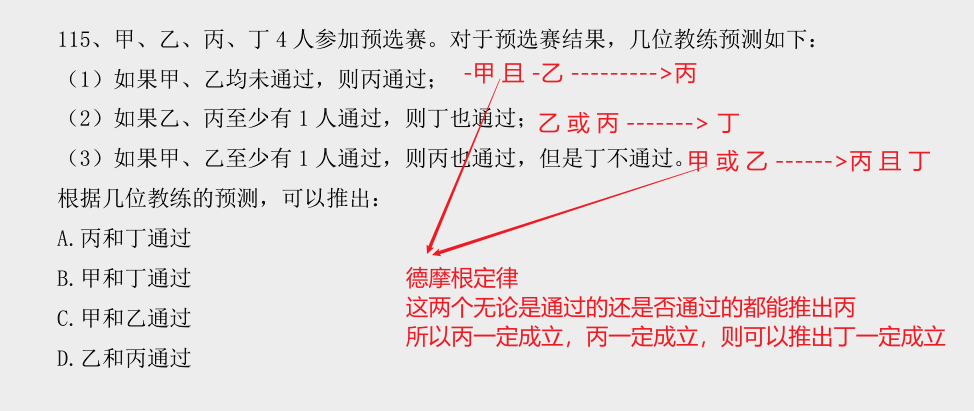 115、甲、乙、丙、丁 4 人参加预选赛。对于预选赛结果，几位教练预测如下：
（1）如果甲、乙均未通过，则丙通过；
-甲 且 -乙 --------->丙
（2）如果乙、丙至少有 1 人通过，则丁也通过；
乙 或 丙 -------> 丁
（3）如果甲、乙至少有 1 人通过，则丙也通过，但是丁不通过。
甲 或 乙 ------>丙 且 丁
根据几位教练的预测，可以推出：
A.丙和丁通过
B.甲和丁通过
C.甲和乙通过
D.乙和丙通过
德摩根定律
这两个无论是通过的还是否通过的都能推出丙
所以丙一定成立，丙一定成立，则可以推出丁一定成立